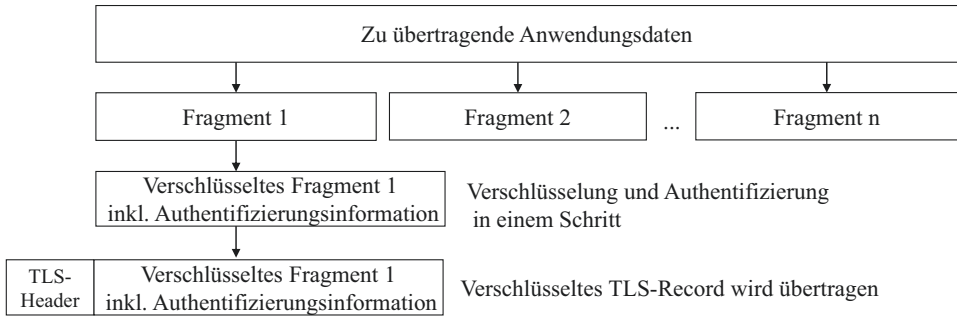 Zu übertragende Anwendungsdaten
Fragment 1
Fragment 2
...
Fragment n
Verschlüsseltes Fragment 1
inkl. Authentifizierungsinformation
Verschlüsselung und Authentifizierung
in einem Schritt
TLS-
Header
Verschlüsseltes Fragment 1
inkl. Authentifizierungsinformation
Verschlüsseltes TLS-Record wird übertragen